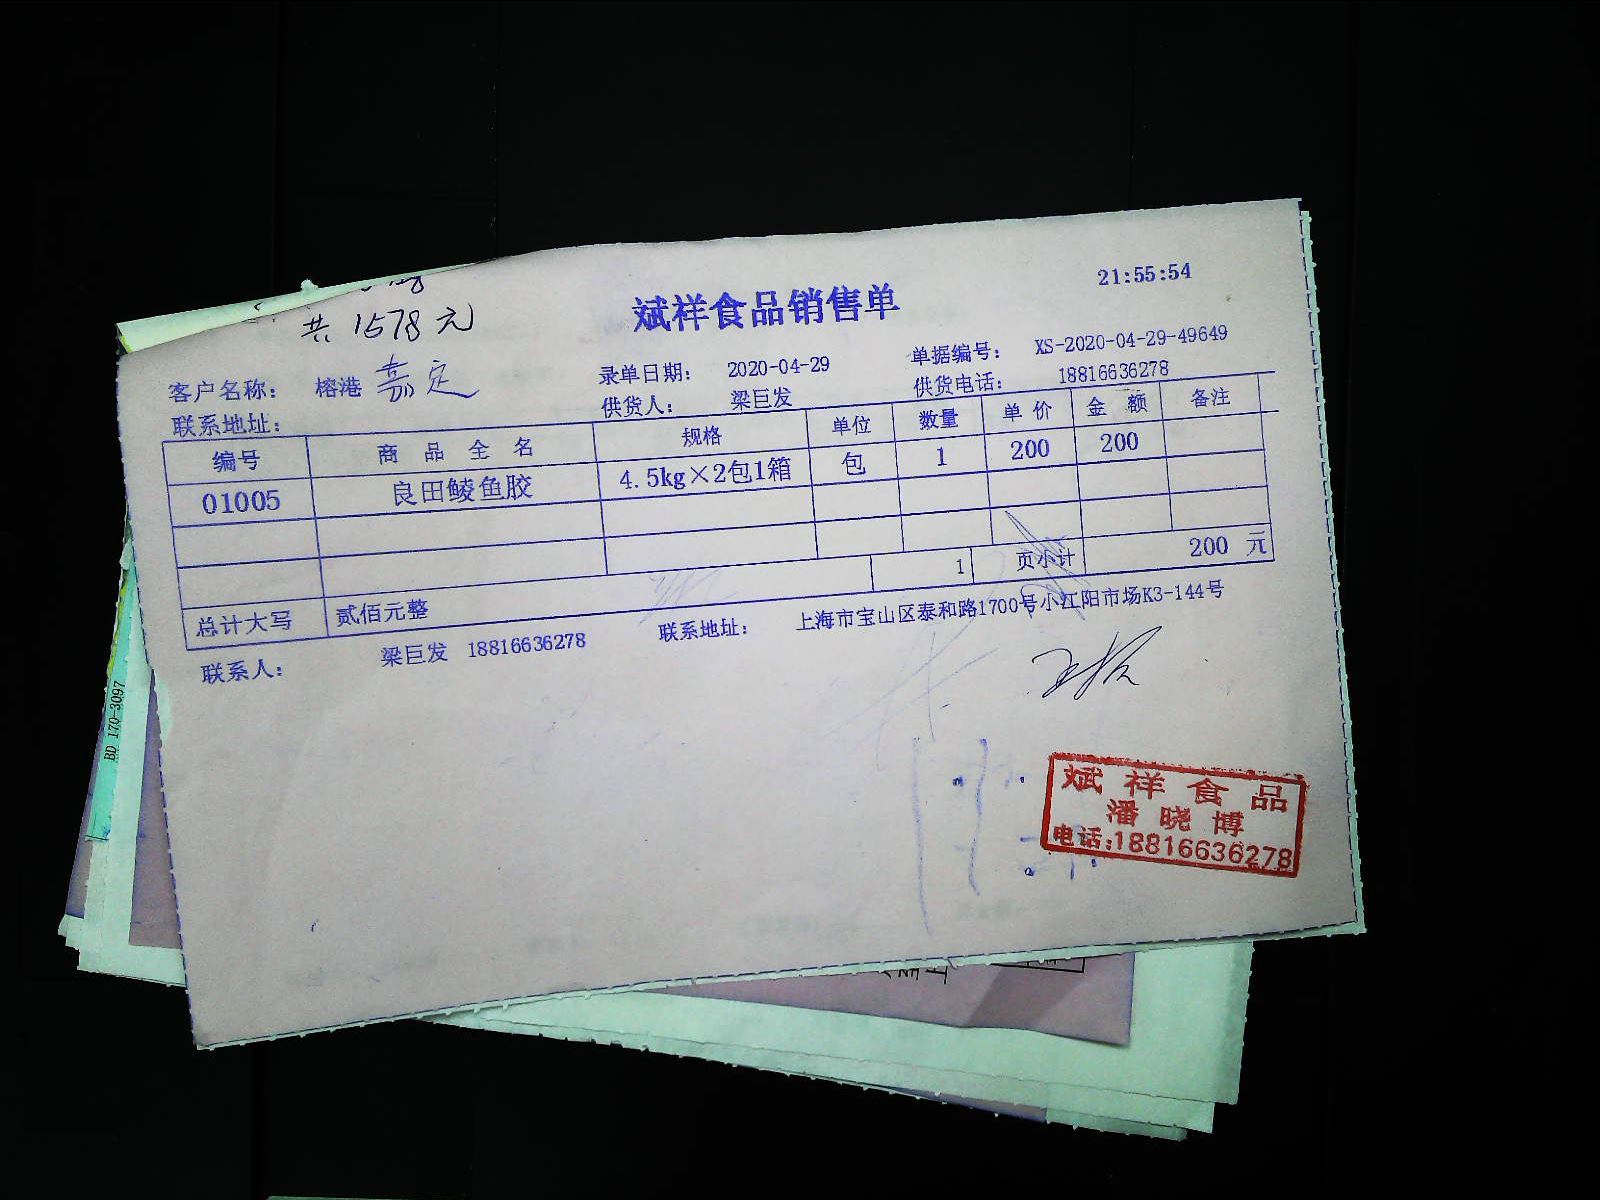 共 1578 元
斌祥食品销售单
21:55:54
客户名称： 榕港 嘉定
录单日期： 2020-04-29
单据编号： XS-2020-04-29-49649
联系地址：
供货人： 梁巨发
供货电话： 18816636278
编号 商品全名 规格 单位 数量 单价 金额 备注
01005 良田鲮鱼胶 4.5kg×2包1箱 包 1 200 200
1 页小计 200 元
总计大写 贰佰元整
联系人： 梁巨发 18816636278 联系地址： 上海市宝山区泰和路1700号小江阳市场K3-144号
斌祥食品
潘晓博
电话:18816636278
BD 170-3097